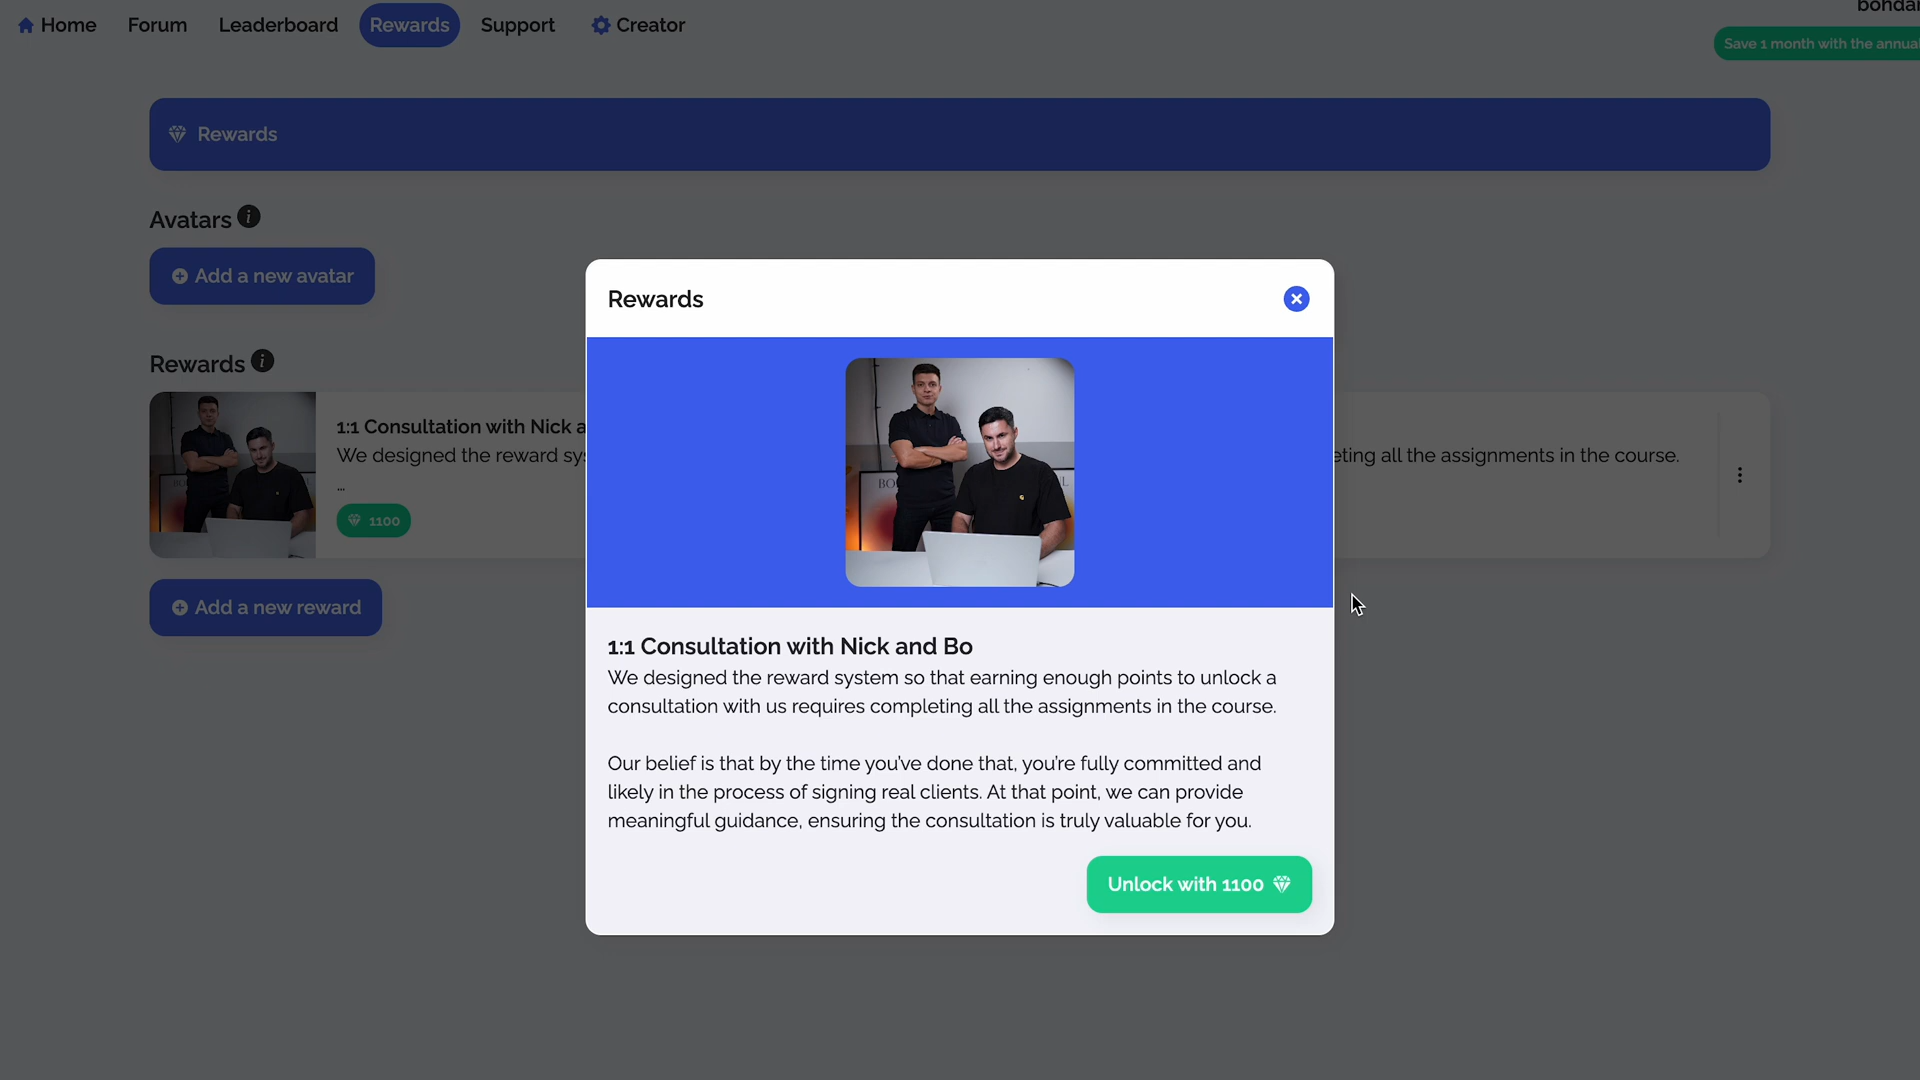 Home Forum Leaderboard Rewards Support Creator
Save 1 month with the annual
Rewards
Avatars
Add a new avatar
Rewards
1:1 Consultation with Nick a
We designed the reward sys
eting all the assignments in the course.
...
1100
Add a new reward
Rewards
1:1 Consultation with Nick and Bo
We designed the reward system so that earning enough points to unlock a
consultation with us requires completing all the assignments in the course.
Our belief is that by the time you've done that, you're fully committed and
likely in the process of signing real clients. At that point, we can provide
meaningful guidance, ensuring the consultation is truly valuable for you.
Unlock with 1100